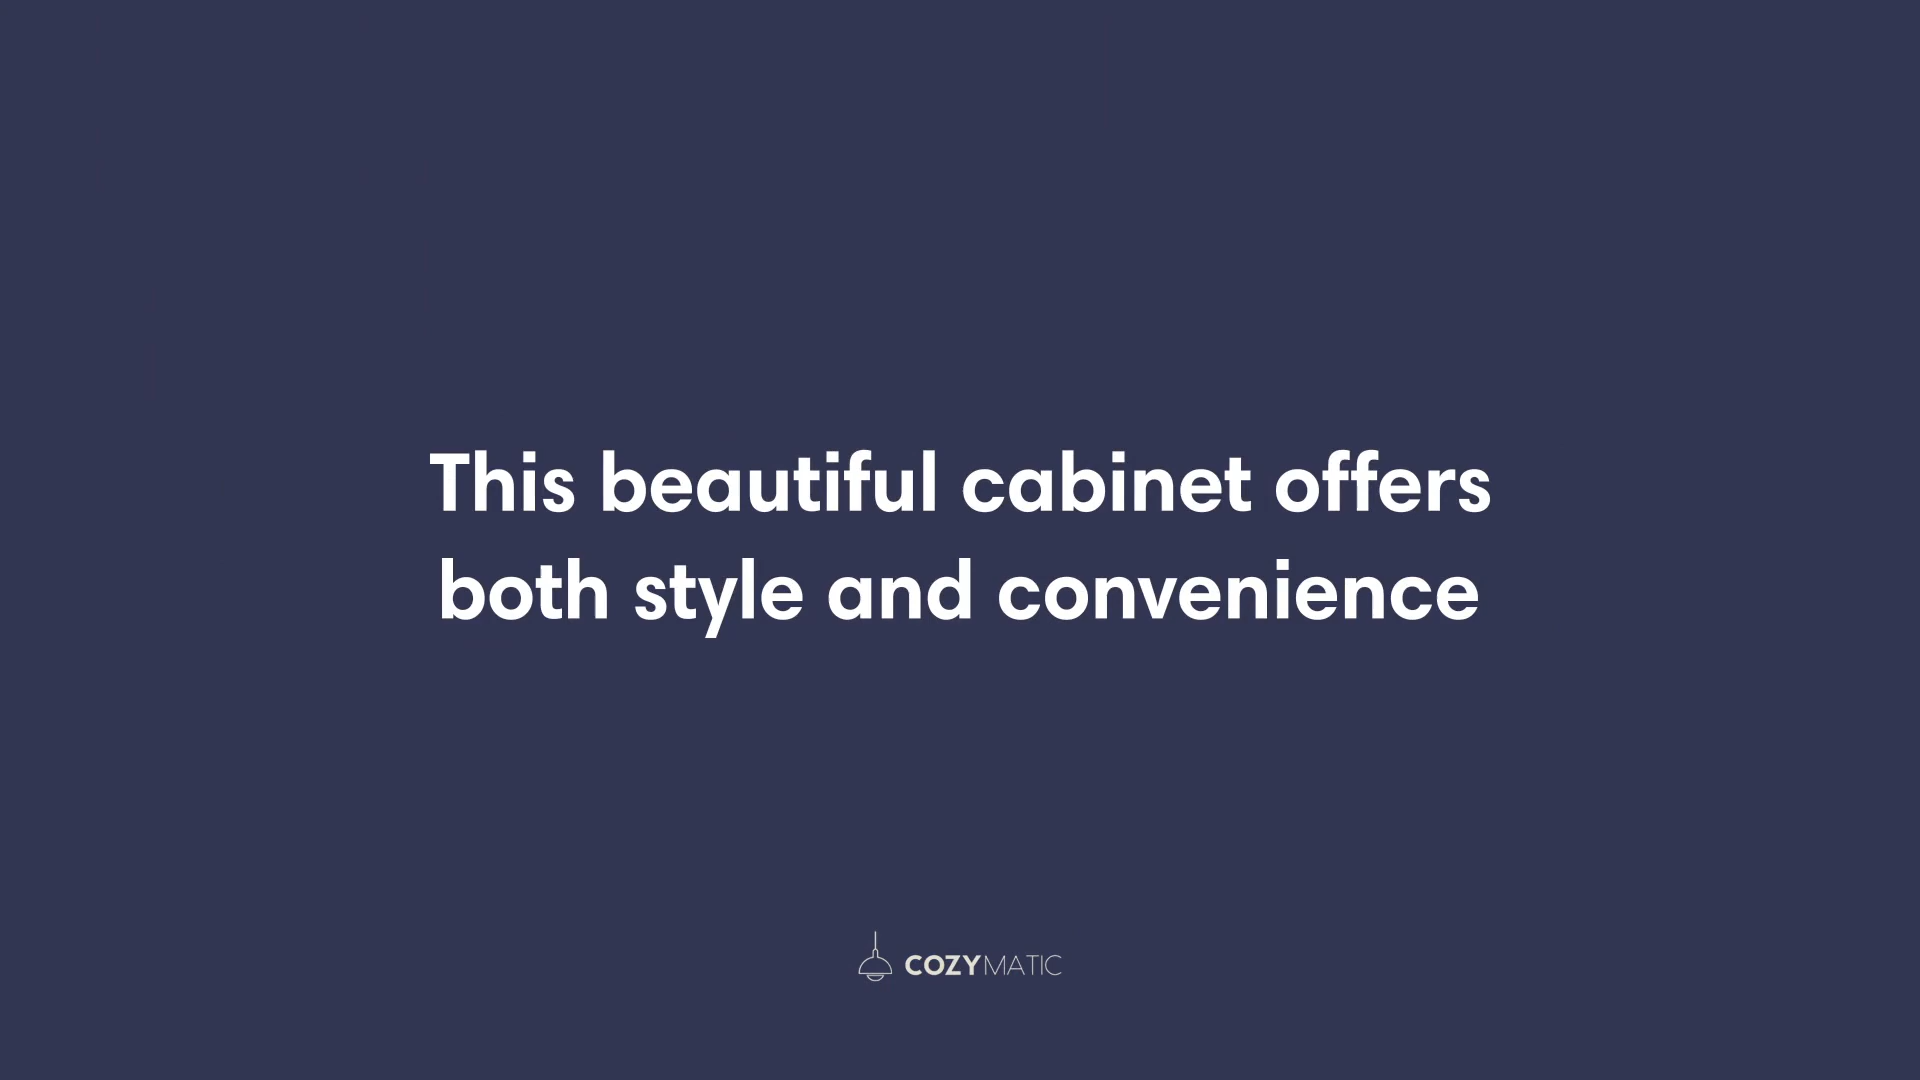 This beautiful cabinet offers
both style and convenience
COZYMATIC